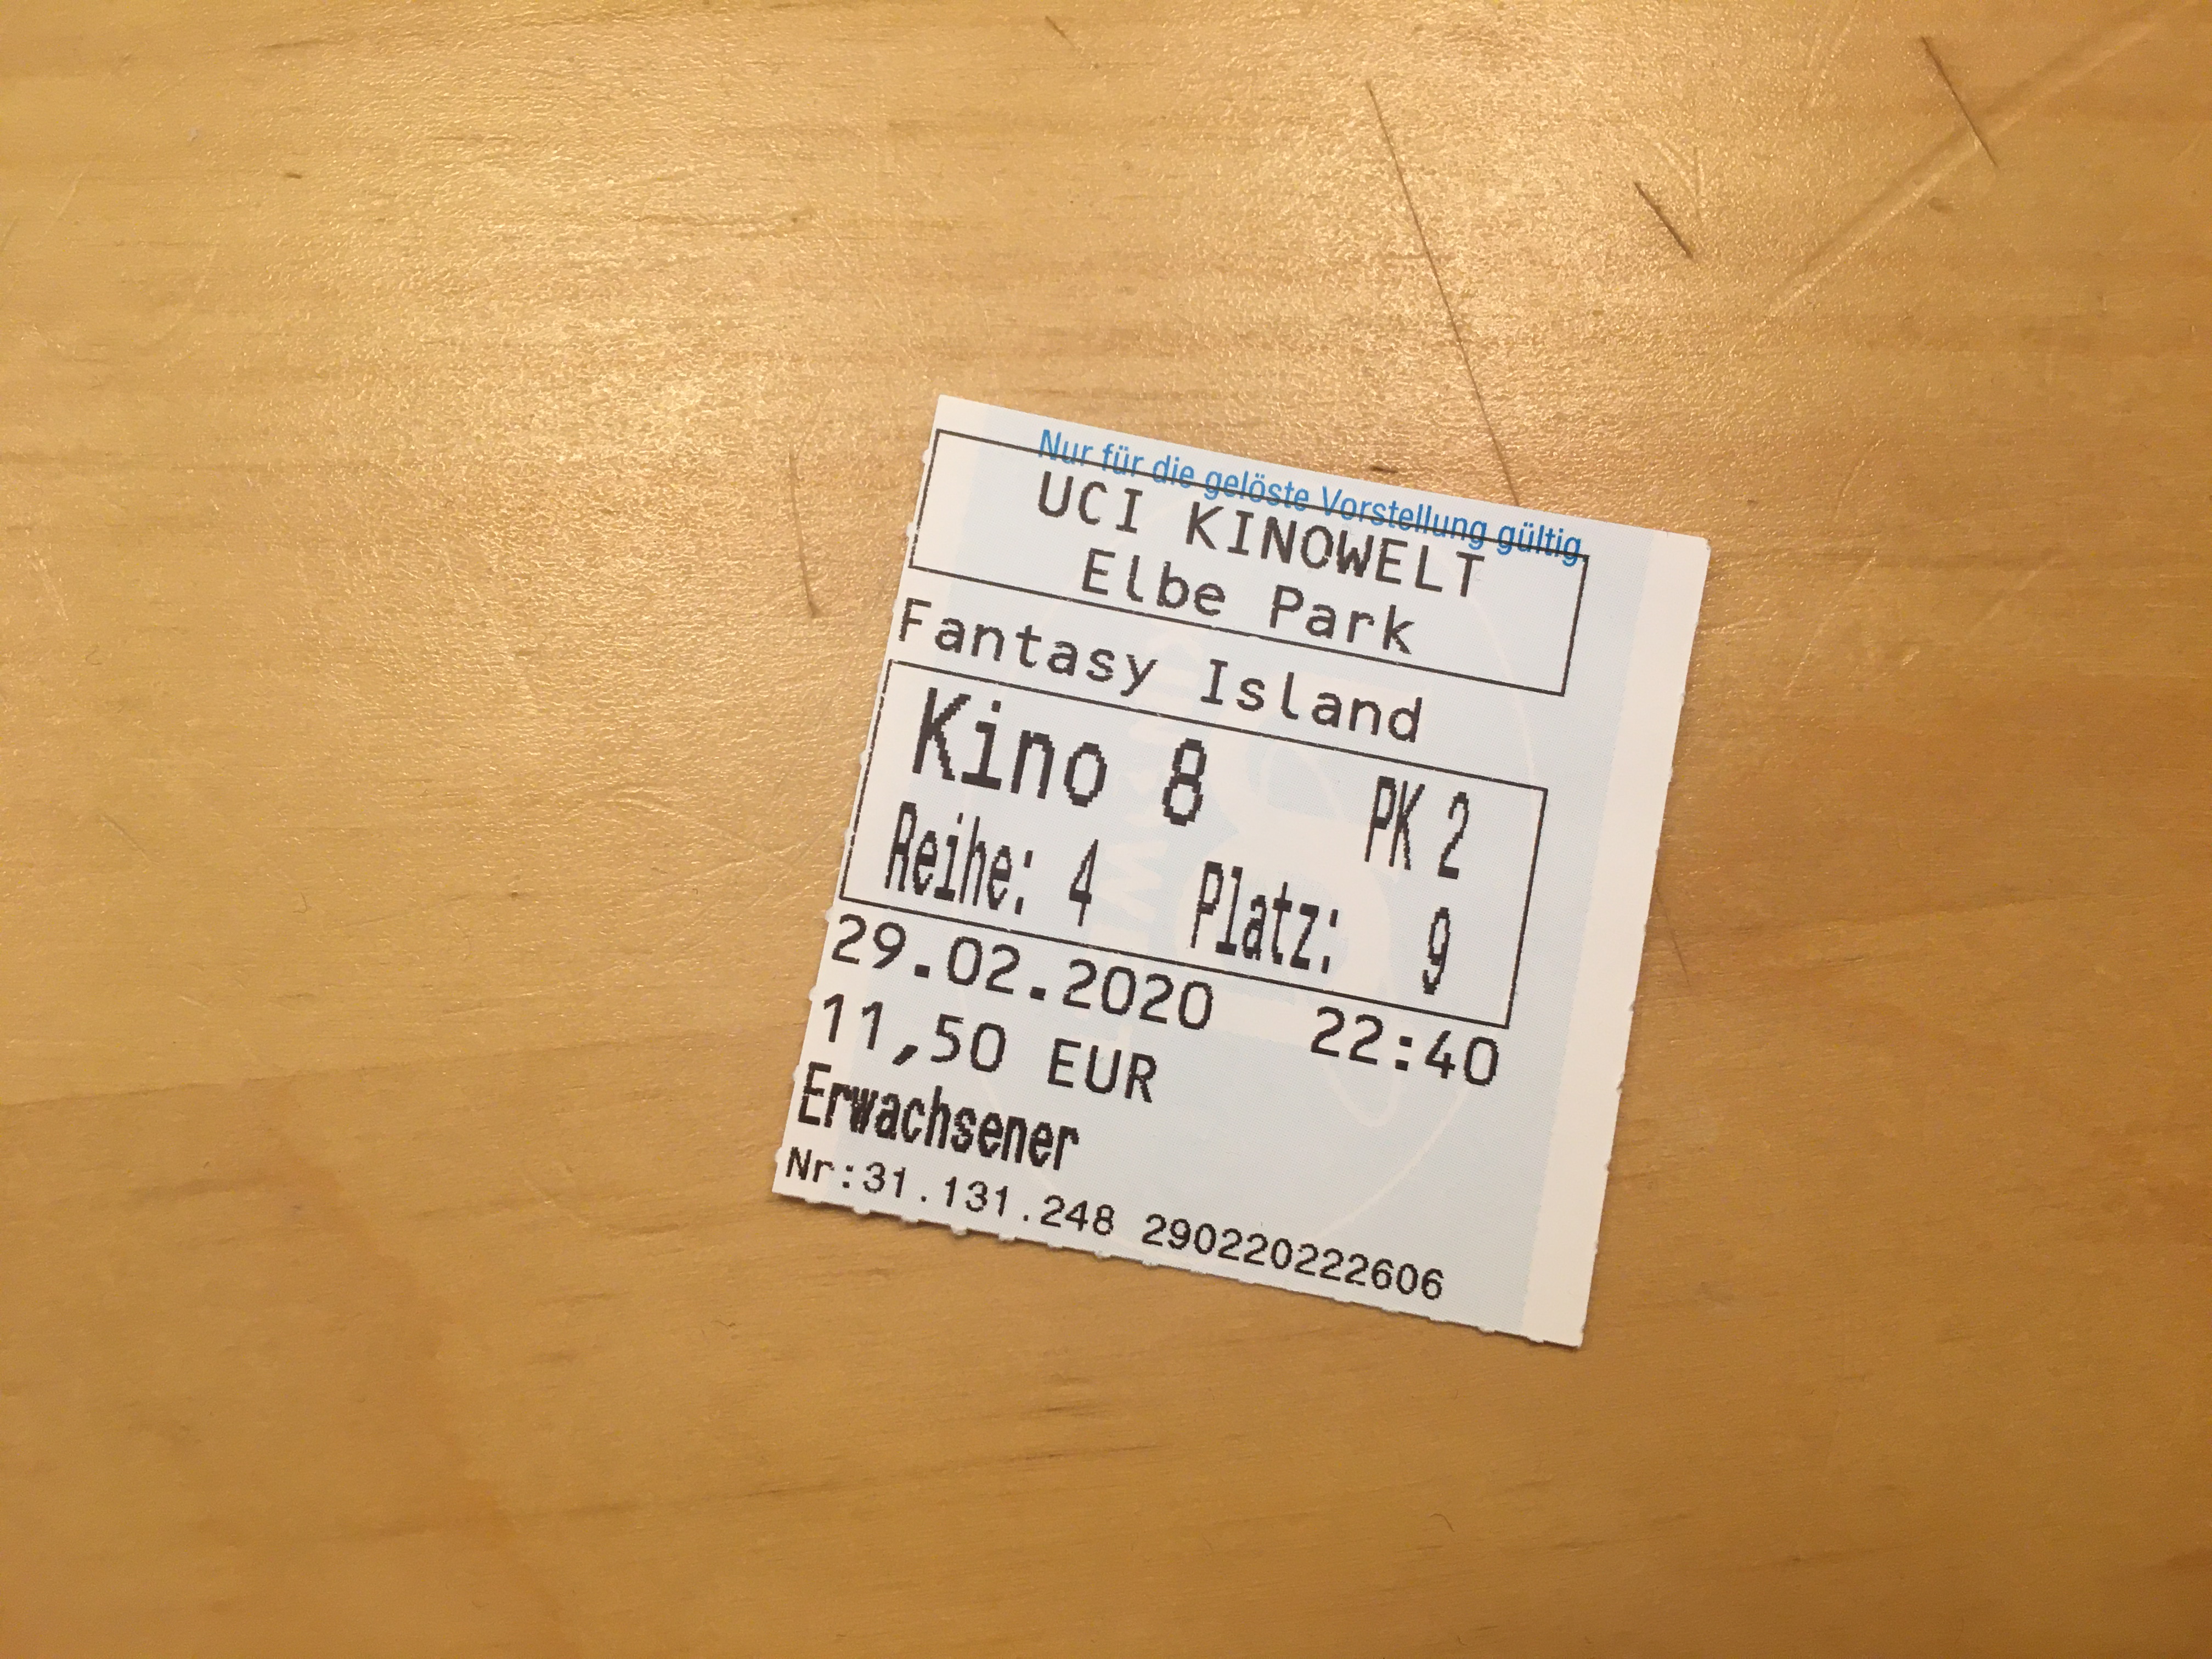 Nur für die gelöste Vorstellung gültig.
UCI KINOWELT
Elbe Park
Fantasy Island
Kino 8 PK 2
Reihe: 4 Platz: 9
29.02.2020 22:40
11,50 EUR
Erwachsener
Nr:31.131.248 290220222606